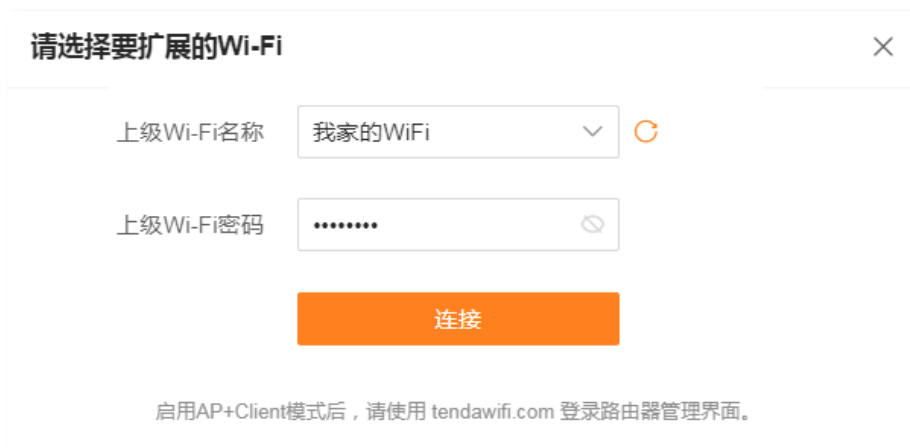 请选择要扩展的Wi-Fi
上级Wi-Fi名称 我家的WiFi
上级Wi-Fi密码 ••••••••
连接
启用AP+Client模式后，请使用 tendawifi.com 登录路由器管理界面。